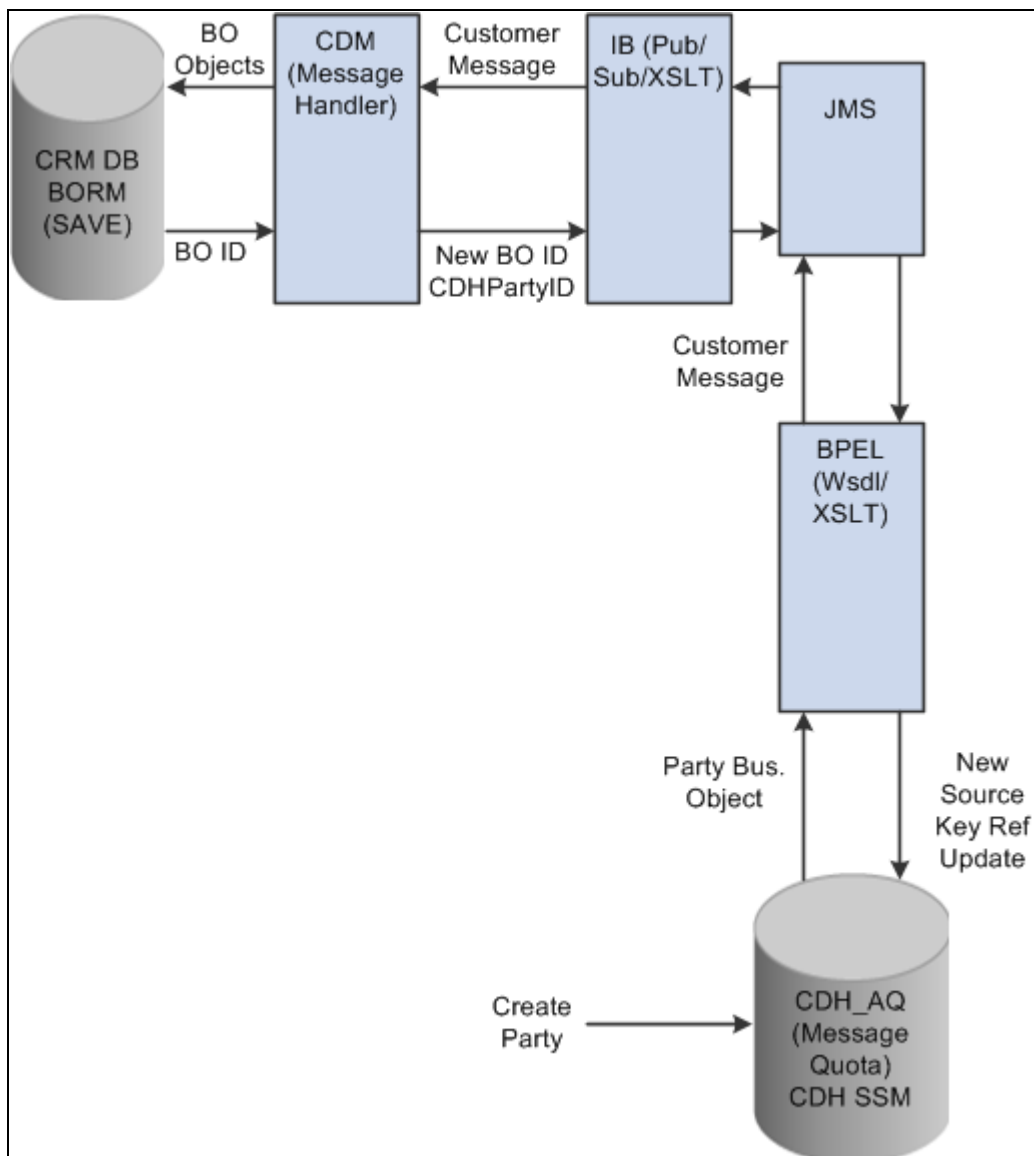 BO
Objects
CDM
(Message
Handler)
Customer
Message
IB (Pub/
Sub/XSLT)
JMS
CRM DB
BORM
(SAVE)
BO ID
New BO ID
CDHPartyID
Customer
Message
BPEL
(Wsdl/
XSLT)
Party Bus.
Object
New
Source
Key Ref
Update
Create
Party
CDH_AQ
(Message
Quota)
CDH SSM